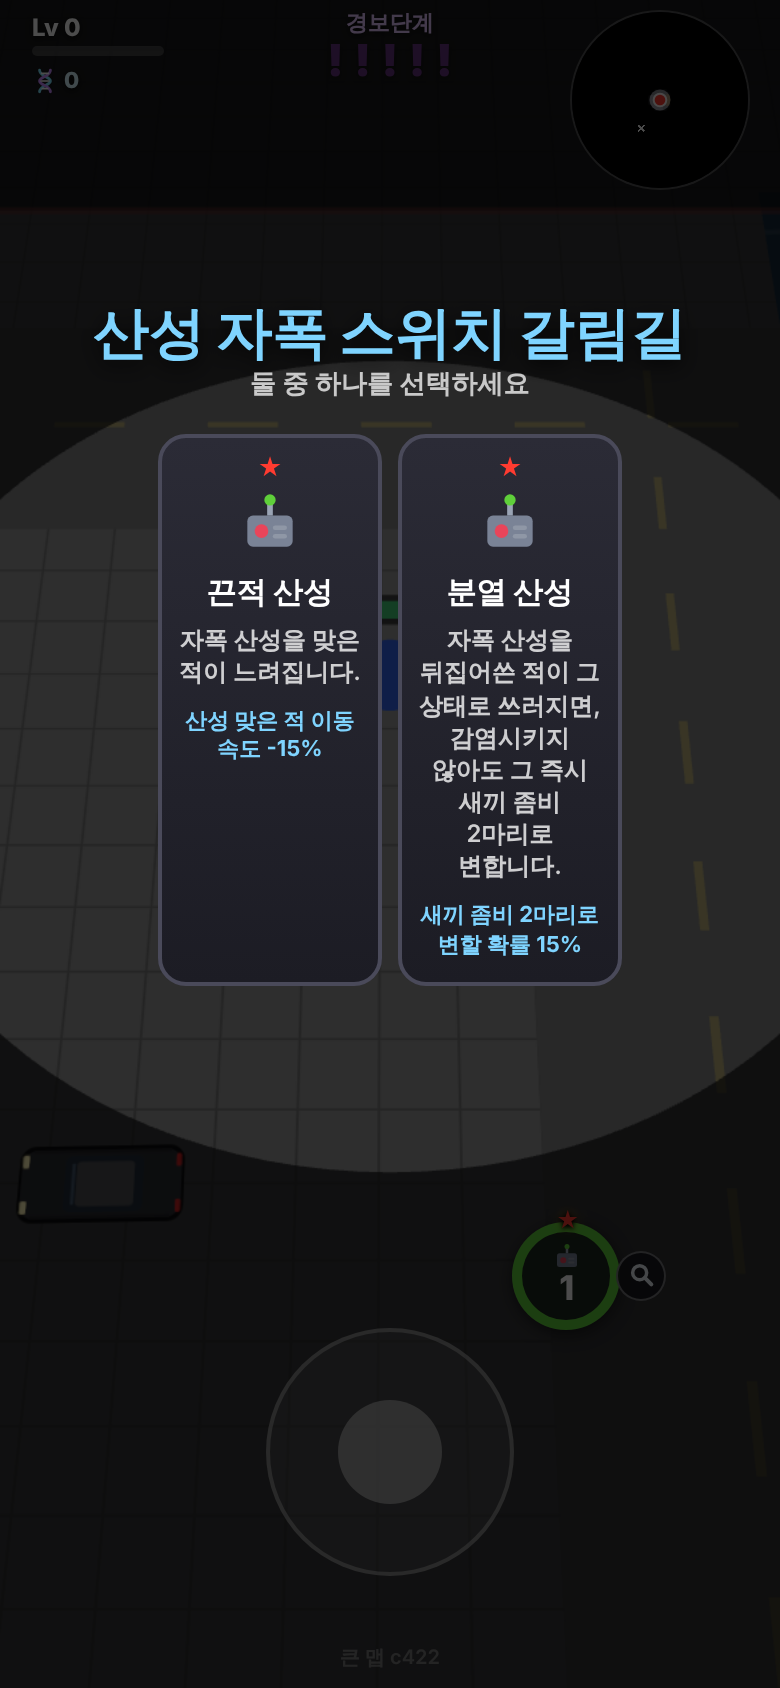 Lv 0
0
경보단계
!!!!!
산성 자폭 스위치 갈림길
둘 중 하나를 선택하세요
끈적 산성
자폭 산성을 맞은
적이 느려집니다.
산성 맞은 적 이동
속도 -15%
분열 산성
자폭 산성을
뒤집어쓴 적이 그
상태로 쓰러지면,
감염시키지
않아도 그 즉시
새끼 좀비
2마리로
변합니다.
새끼 좀비 2마리로
변할 확률 15%
1
큰 맵 c422